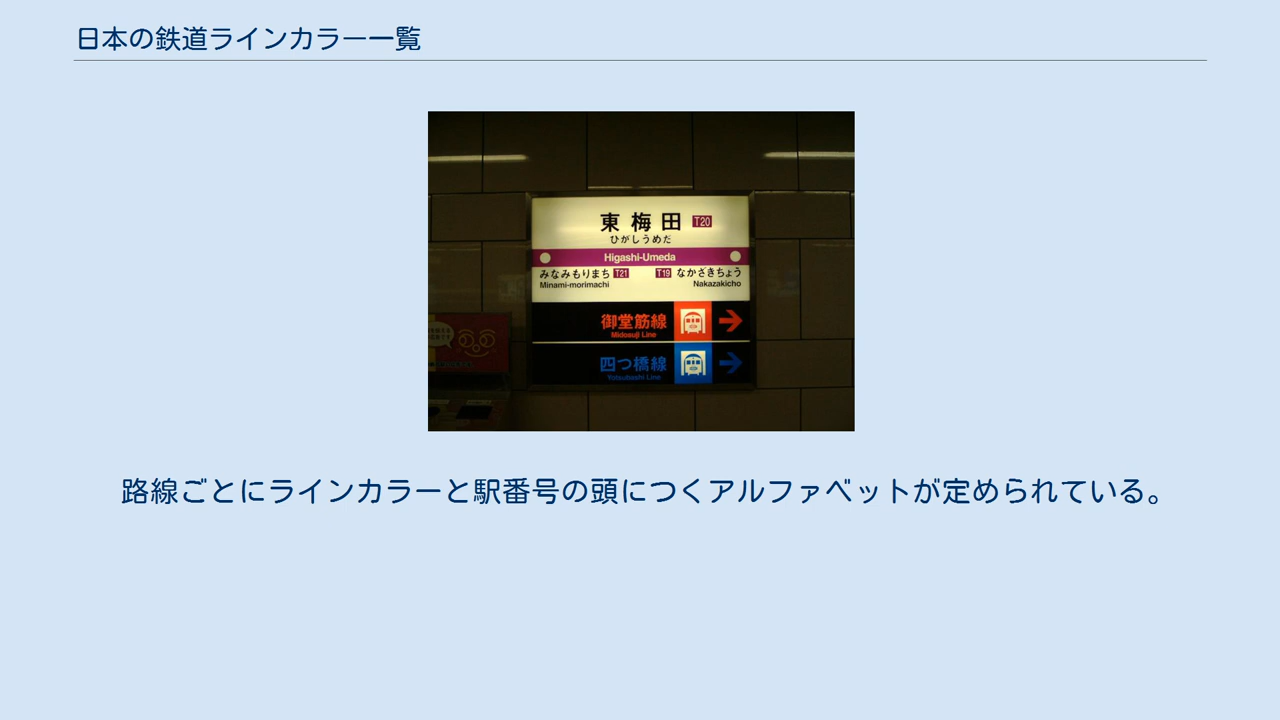 日本の鉄道ラインカラー一覧
東梅田 T20
ひがしうめだ
Higashi-Umeda
みなみもりまち T21 T19 なかざきちょう
Minami-morimachi Nakazakicho
御堂筋線
Midosuji Line
四つ橋線
Yotsubashi Line
路線ごとにラインカラーと駅番号の頭につくアルファベットが定められている。